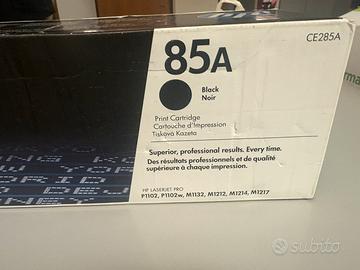 CE285A
85A
Black
Noir
Print Cartridge
Cartouche d'Impression
Tisková Kazeta
Superior, professional results. Every time.
Des résultats professionnels et de qualité
supérieure à chaque impression.
HP LASERJET PRO
P1102, P1102w, M1132, M1212, M1214, M1217
subito